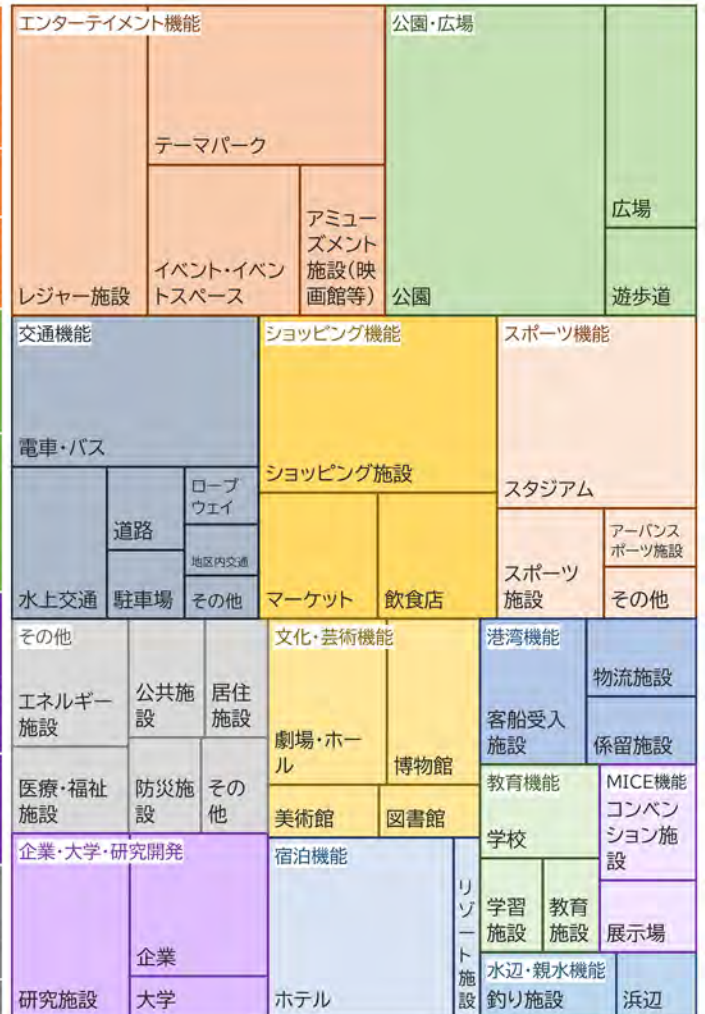 エンターテイメント機能
テーマパーク
レジャー施設
イベント・イベン
トスペース
アミュー
ズメント
施設(映
画館等)
公園・広場
公園
広場
遊歩道
交通機能
電車・バス
水上交通
道路
駐車場
ロープ
ウェイ
地区内交通
その他
ショッピング機能
ショッピング施設
マーケット
飲食店
スポーツ機能
スタジアム
スポーツ
施設
アーバンス
ポーツ施設
その他
その他
エネルギー
施設
公共施
設
居住
施設
医療・福祉
施設
防災施
設
その
他
文化・芸術機能
劇場・ホー
ル
博物館
美術館
図書館
港湾機能
客船受入
施設
物流施設
係留施設
教育機能
学校
学習
施設
教育
施設
MICE機能
コンベン
ション施
設
展示場
企業・大学・研究開発
研究施設
企業
大学
宿泊機能
ホテル
リゾート施設
水辺・親水機能
釣り施設
浜辺